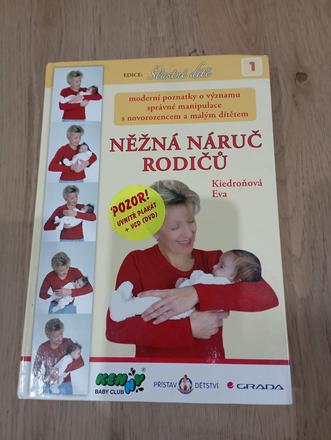 EDICE: Šťastné dítě
1
moderní poznatky o významu
správné manipulace
s novorozencem a malým dítětem
NĚŽNÁ NÁRUČ
RODIČŮ
Kiedroňová
Eva
POZOR!
UVNITŘ PLAKÁT
+ VCD (DVD)
KENNY
BABY CLUB
PŘÍSTAV DĚTSTVÍ
GRADA